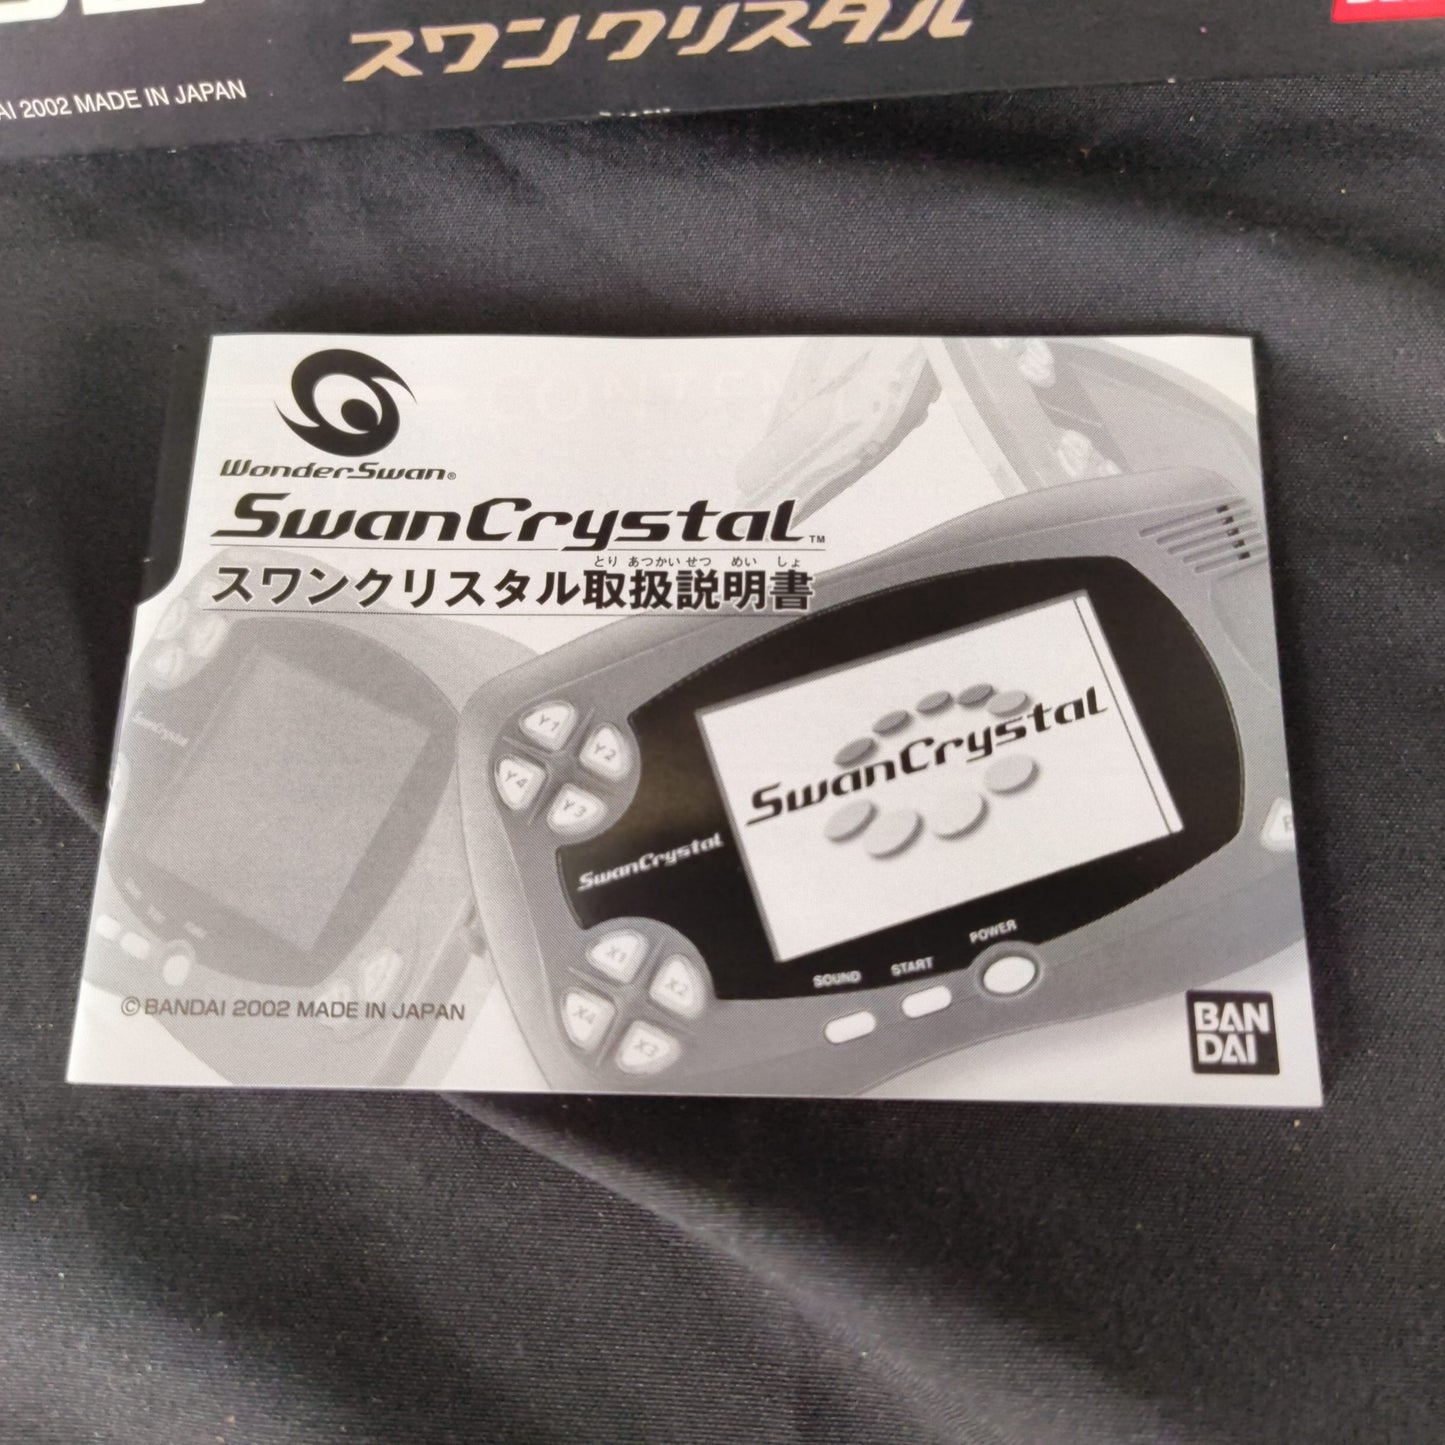 スワンクリスタル
2002 MADE IN JAPAN
WonderSwan®
SwanCrystal™
とり あつかい せつ めい しょ
スワンクリスタル取扱説明書
SwanCrystal
Y1
Y2
Y4
Y3
SwanCrystal
SwanCrystal
X1
X2
X4
X3
SOUND
START
POWER
©BANDAI 2002 MADE IN JAPAN
BAN
DAI